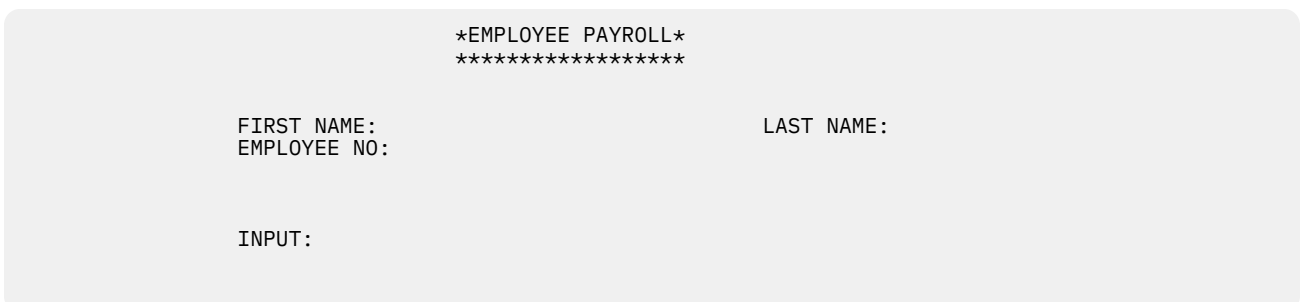 *EMPLOYEE PAYROLL*
******************
FIRST NAME: LAST NAME:
EMPLOYEE NO:
INPUT: